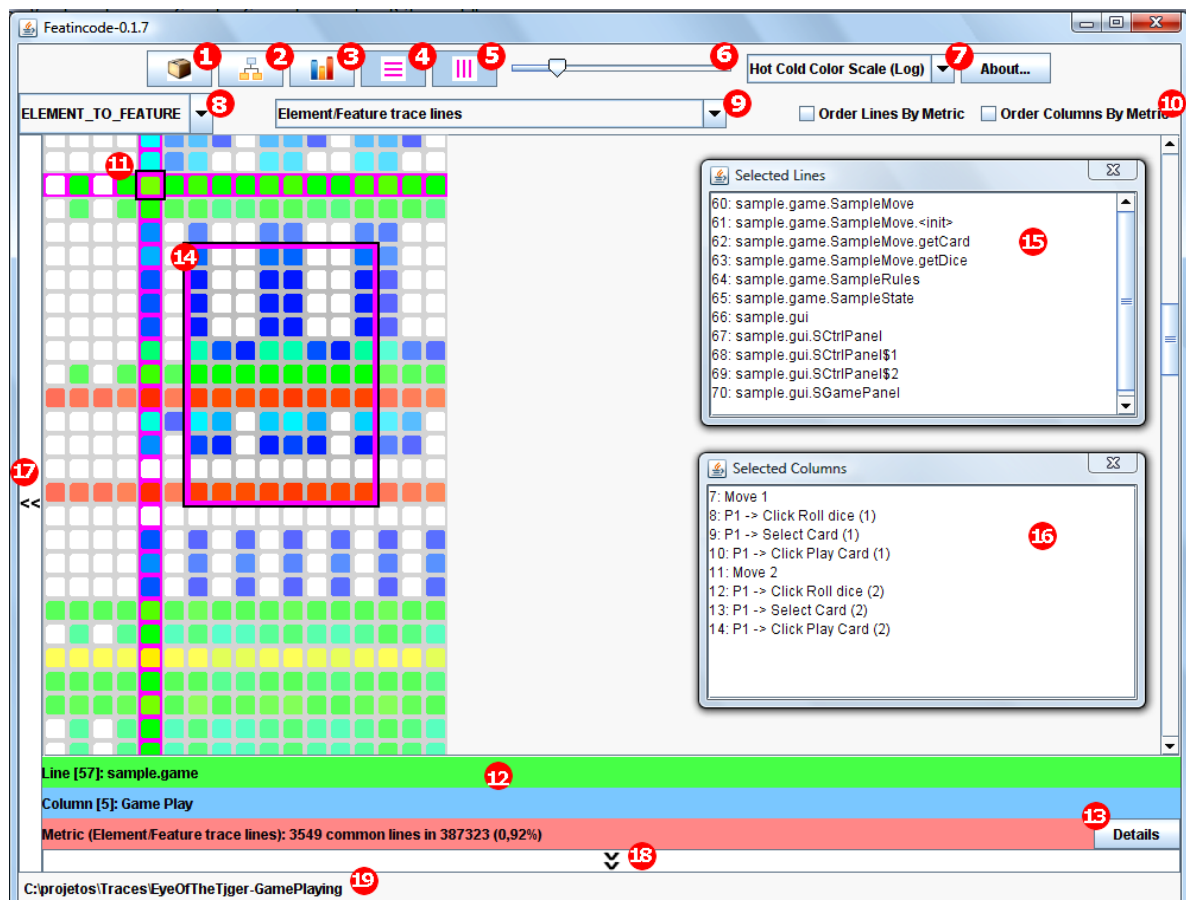 Featincode-0.1.7
1 2 3 4 5 6 Hot Cold Color Scale (Log) 7 About...
ELEMENT_TO_FEATURE 8 Element/Feature trace lines 9 Order Lines By Metric Order Columns By Metric 10
11
14
Selected Lines
60: sample.game.SampleMove
61: sample.game.SampleMove.<init>
62: sample.game.SampleMove.getCard
63: sample.game.SampleMove.getDice
64: sample.game.SampleRules
65: sample.game.SampleState
66: sample.gui
67: sample.gui.SCtrlPanel
68: sample.gui.SCtrlPanel$1
69: sample.gui.SCtrlPanel$2
70: sample.gui.SGamePanel
15
Selected Columns
7: Move 1
8: P1 -> Click Roll dice (1)
9: P1 -> Select Card (1)
10: P1 -> Click Play Card (1)
11: Move 2
12: P1 -> Click Roll dice (2)
13: P1 -> Select Card (2)
14: P1 -> Click Play Card (2)
16
17
<<
Line [57]: sample.game 12
Column [5]: Game Play
Metric (Element/Feature trace lines): 3549 common lines in 387323 (0,92%) 13 Details
18
C:\projetos\Traces\EyeOfTheTjger-GamePlaying 19